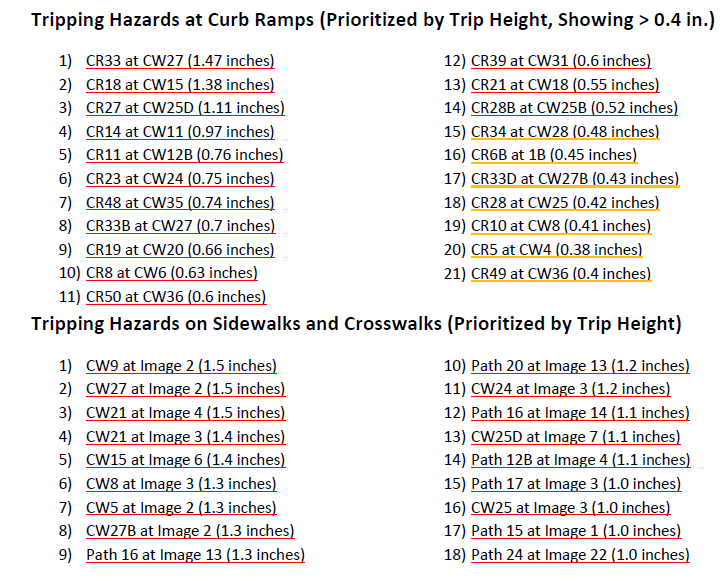 Tripping Hazards at Curb Ramps (Prioritized by Trip Height, Showing > 0.4 in.)
1) CR33 at CW27 (1.47 inches)
2) CR18 at CW15 (1.38 inches)
3) CR27 at CW25D (1.11 inches)
4) CR14 at CW11 (0.97 inches)
5) CR11 at CW12B (0.76 inches)
6) CR23 at CW24 (0.75 inches)
7) CR48 at CW35 (0.74 inches)
8) CR33B at CW27 (0.7 inches)
9) CR19 at CW20 (0.66 inches)
10) CR8 at CW6 (0.63 inches)
11) CR50 at CW36 (0.6 inches)
12) CR39 at CW31 (0.6 inches)
13) CR21 at CW18 (0.55 inches)
14) CR28B at CW25B (0.52 inches)
15) CR34 at CW28 (0.48 inches)
16) CR6B at 1B (0.45 inches)
17) CR33D at CW27B (0.43 inches)
18) CR28 at CW25 (0.42 inches)
19) CR10 at CW8 (0.41 inches)
20) CR5 at CW4 (0.38 inches)
21) CR49 at CW36 (0.4 inches)
Tripping Hazards on Sidewalks and Crosswalks (Prioritized by Trip Height)
1) CW9 at Image 2 (1.5 inches)
2) CW27 at Image 2 (1.5 inches)
3) CW21 at Image 4 (1.5 inches)
4) CW21 at Image 3 (1.4 inches)
5) CW15 at Image 6 (1.4 inches)
6) CW8 at Image 3 (1.3 inches)
7) CW5 at Image 2 (1.3 inches)
8) CW27B at Image 2 (1.3 inches)
9) Path 16 at Image 13 (1.3 inches)
10) Path 20 at Image 13 (1.2 inches)
11) CW24 at Image 3 (1.2 inches)
12) Path 16 at Image 14 (1.1 inches)
13) CW25D at Image 7 (1.1 inches)
14) Path 12B at Image 4 (1.1 inches)
15) Path 17 at Image 3 (1.0 inches)
16) CW25 at Image 3 (1.0 inches)
17) Path 15 at Image 1 (1.0 inches)
18) Path 24 at Image 22 (1.0 inches)